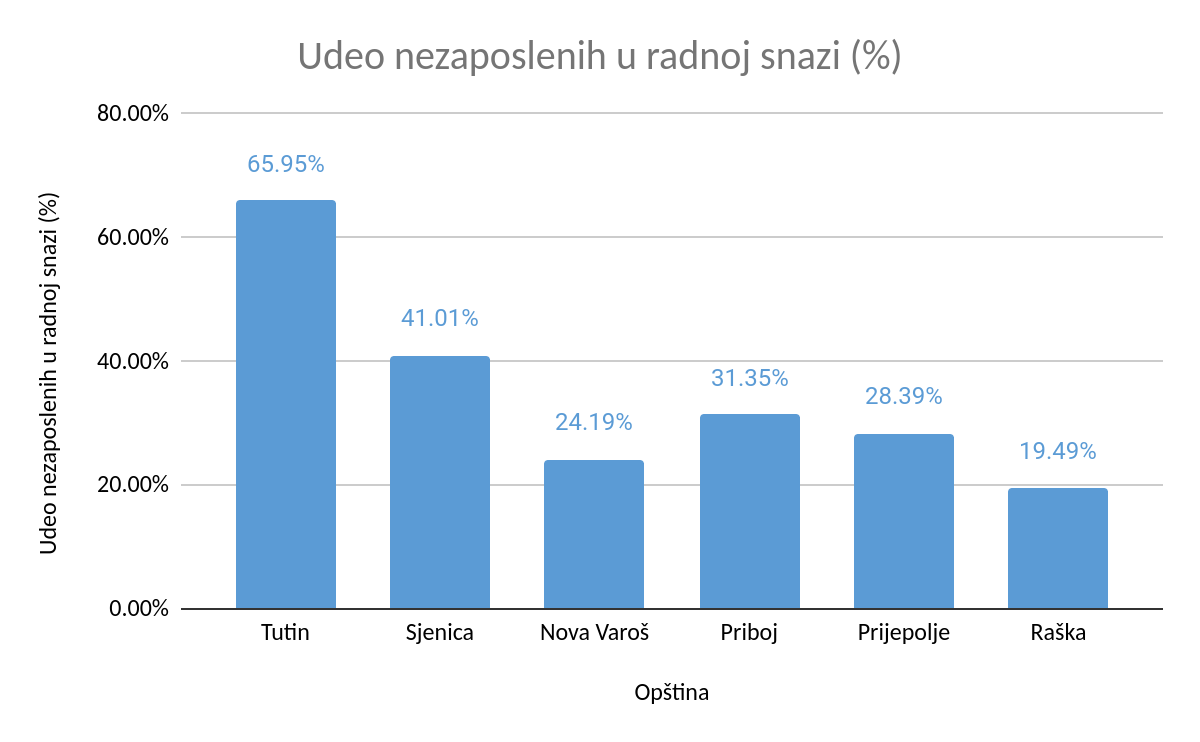 Udeo nezaposlenih u radnoj snazi (%)
Udeo nezaposlenih u radnoj snazi (%)
80.00%
60.00%
40.00%
20.00%
0.00%
65.95%
41.01%
24.19%
31.35%
28.39%
19.49%
Tutin
Sjenica
Nova Varoš
Priboj
Prijepolje
Raška
Opština